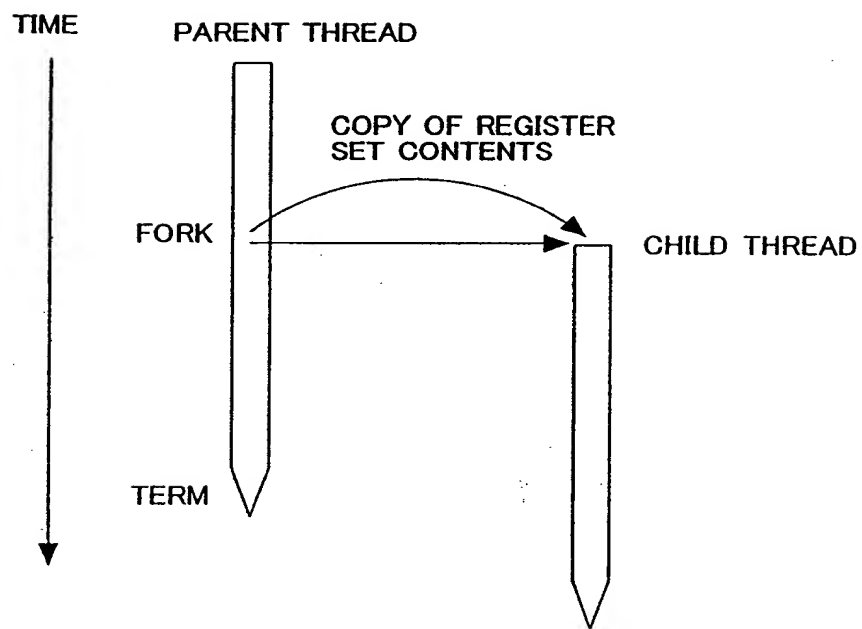 TIME
PARENT THREAD
COPY OF REGISTER
SET CONTENTS
FORK
CHILD THREAD
TERM